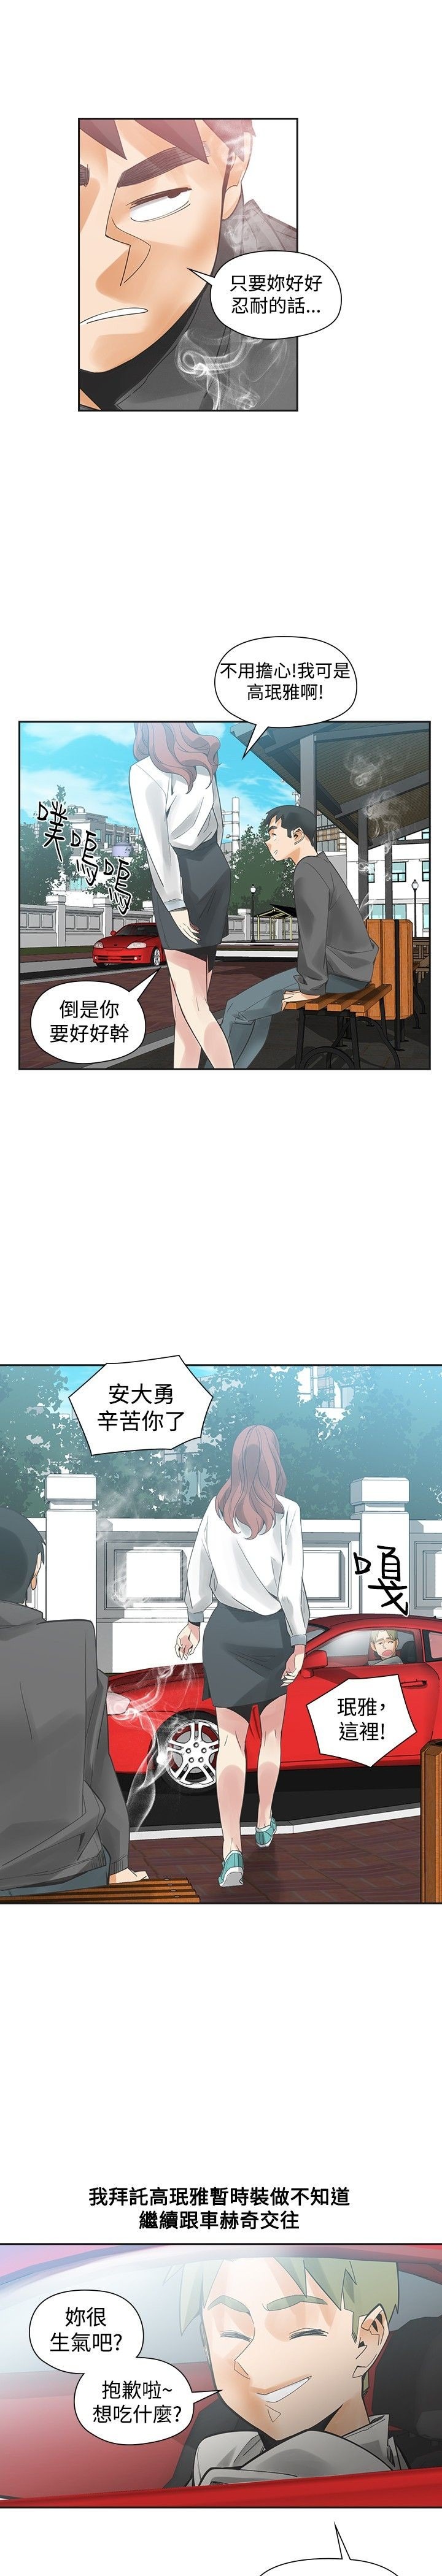 只要妳好好
忍耐的話...
不用擔心!我可是
高珉雅啊!
噗嗚嗚
倒是你
要好好幹
安大勇
辛苦你了
嘎
珉雅，
這裡!
我拜託高珉雅暫時裝做不知道
繼續跟車赫奇交往
妳很
生氣吧?
抱歉啦~
想吃什麼?